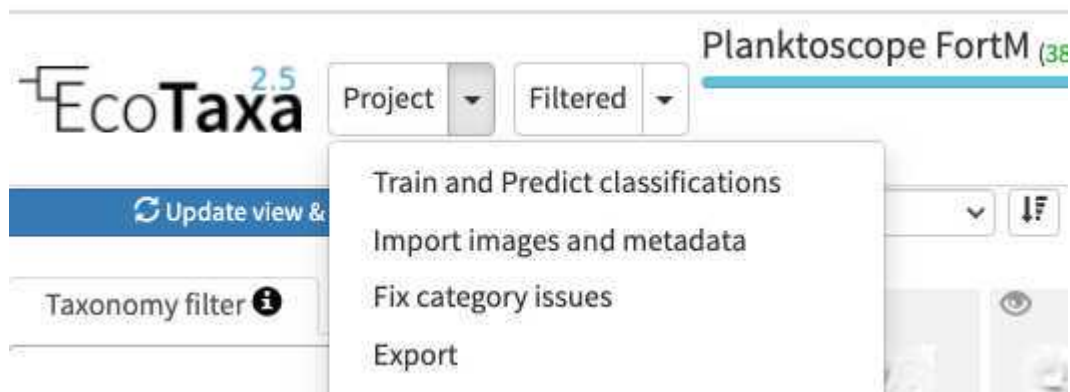 Planktoscope FortM (38
EcoTaxa 2.5
Project
Filtered
Train and Predict classifications
Update view &
Import images and metadata
Fix category issues
Taxonomy filter
Export